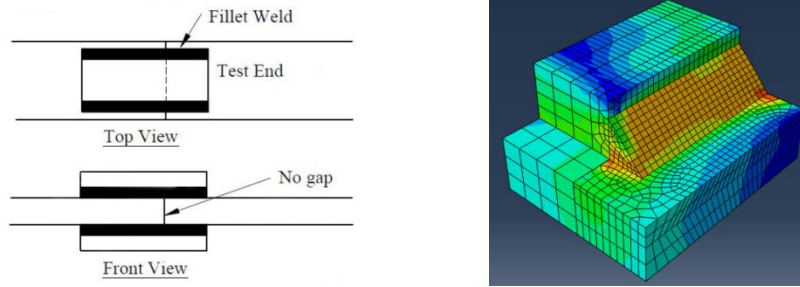 Fillet Weld
Test End
Top View
No gap
Front View